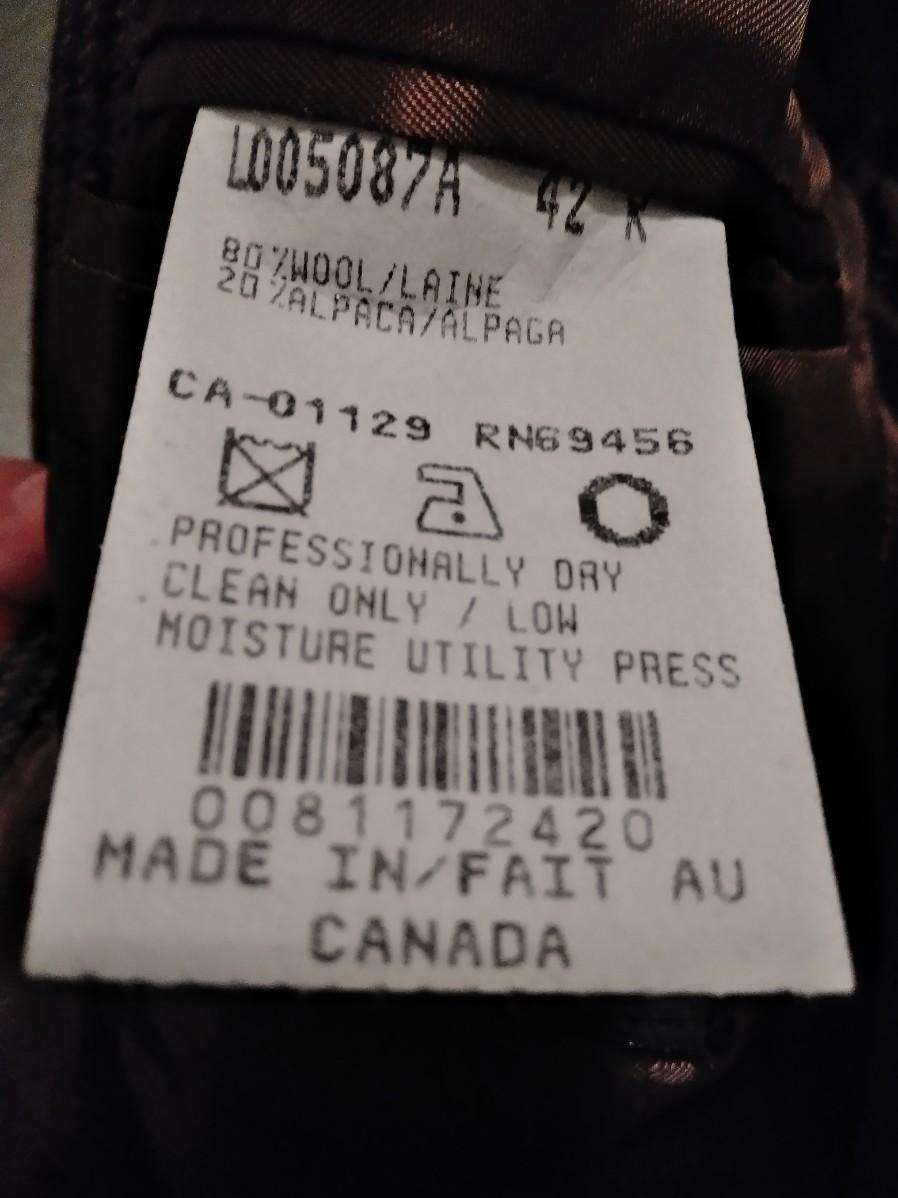 L005087A 42 R
80%WOOL/LAINE
20%ALPACA/ALPAGA
CA-01129 RN69456
PROFESSIONALLY DRY
CLEAN ONLY / LOW
MOISTURE UTILITY PRESS
0081172420
MADE IN/FAIT AU
CANADA